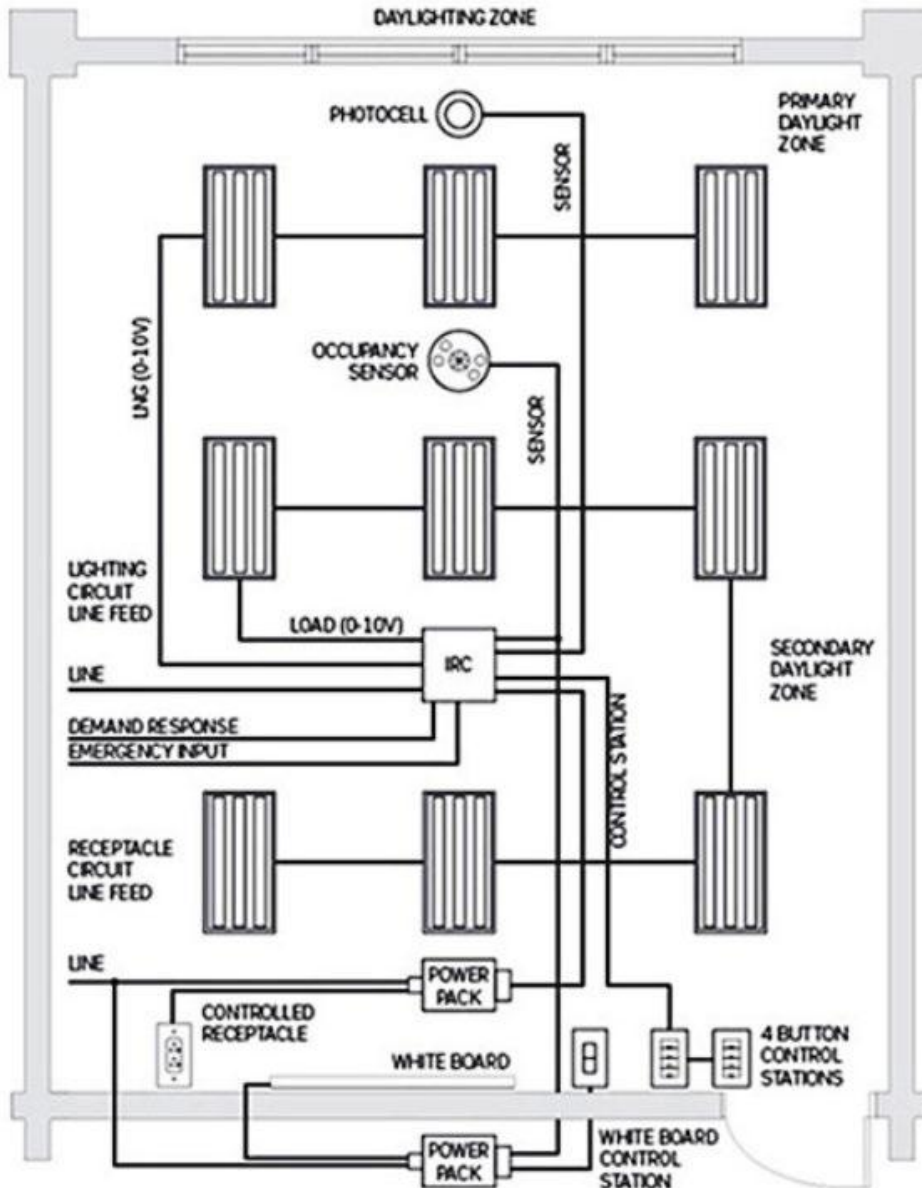 DAYLIGHTING ZONE
PHOTOCELL
PRIMARY
DAYLIGHT
ZONE
SENSOR
LNG (0-10V)
OCCUPANCY
SENSOR
SENSOR
LIGHTING
CIRCUIT
LINE FEED
LOAD (0-10V)
IRC
SECONDARY
DAYLIGHT
ZONE
LINE
DEMAND RESPONSE
EMERGENCY INPUT
CONTROL STATION
RECEPTACLE
CIRCUIT
LINE FEED
LINE
POWER
PACK
CONTROLLED
RECEPTACLE
WHITE BOARD
4 BUTTON
CONTROL
STATIONS
POWER
PACK
WHITE BOARD
CONTROL
STATION